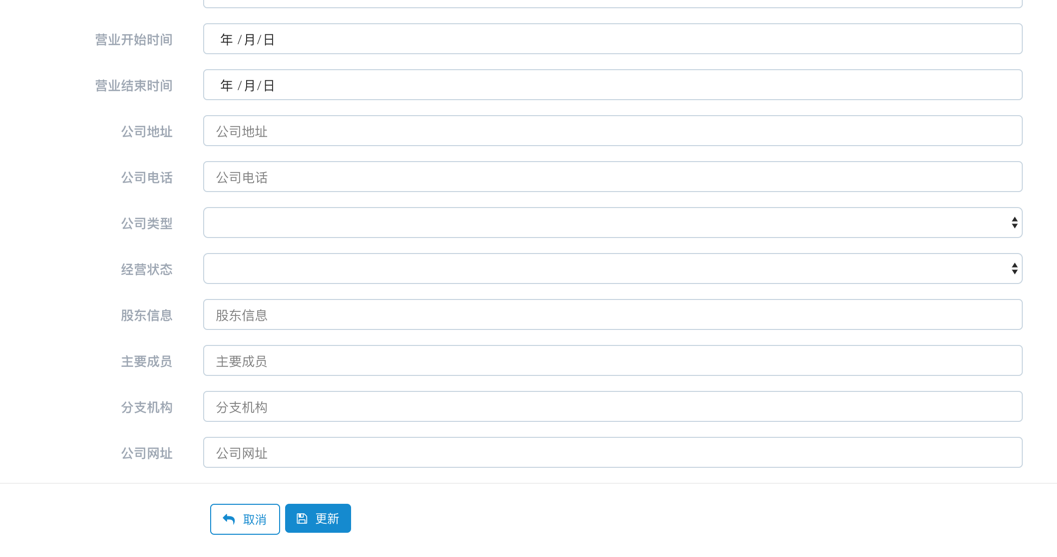 营业开始时间 年 /月/日
营业结束时间 年 /月/日
公司地址 公司地址
公司电话 公司电话
公司类型
经营状态
股东信息 股东信息
主要成员 主要成员
分支机构 分支机构
公司网址 公司网址
取消 更新